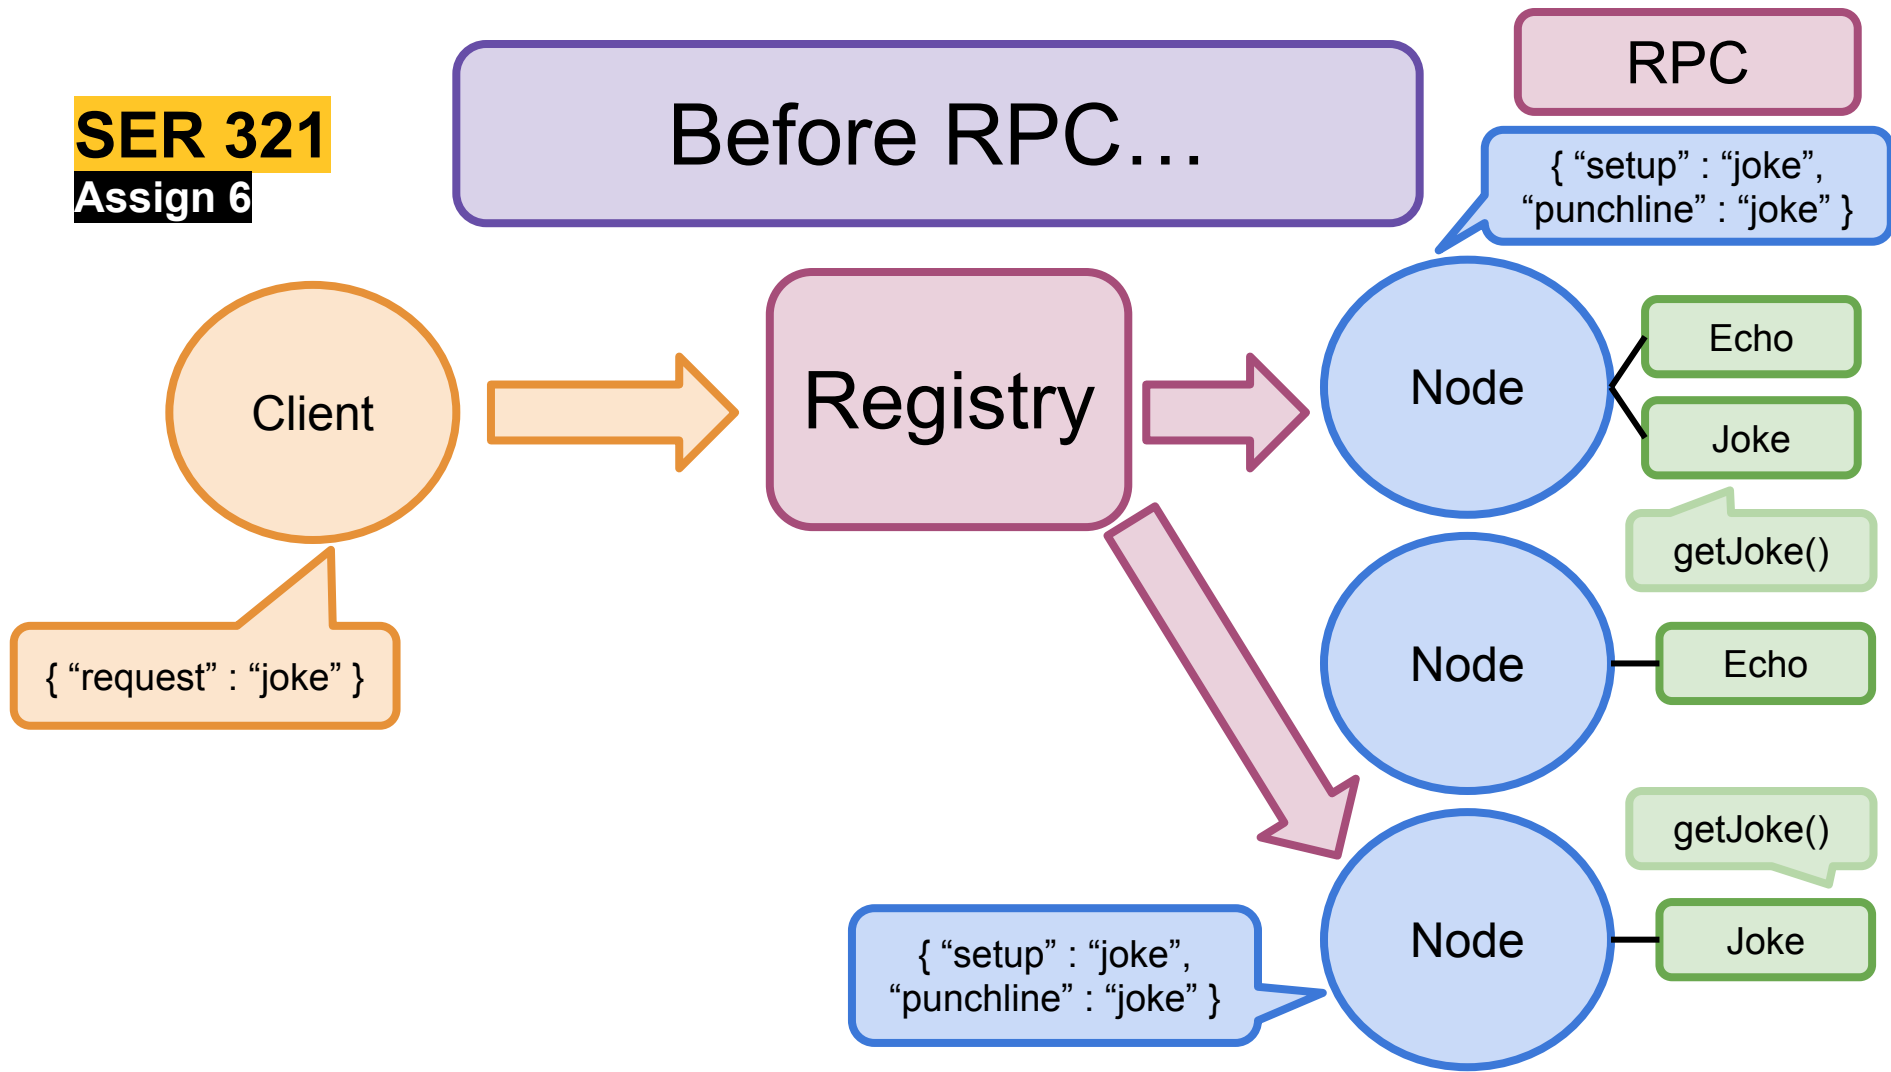 SER 321
Assign 6
Before RPC…
RPC
{ “setup” : “joke”,
“punchline” : “joke” }
Client
Registry
Node
Echo
Joke
getJoke()
{ “request” : “joke” }
Node
Echo
getJoke()
Node
Joke
{ “setup” : “joke”,
“punchline” : “joke” }